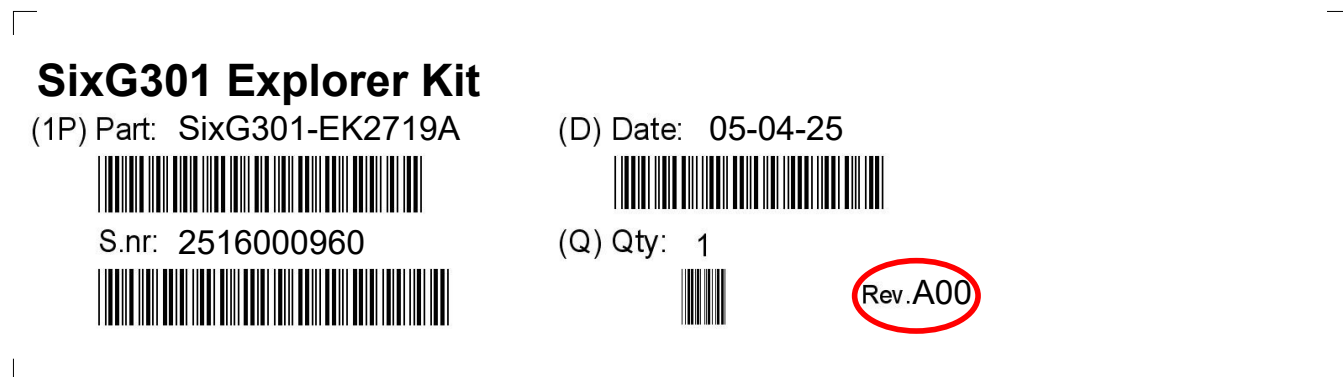 SixG301 Explorer Kit
(1P) Part: SixG301-EK2719A
(D) Date: 05-04-25
S.nr: 2516000960
(Q) Qty: 1
Rev.A00